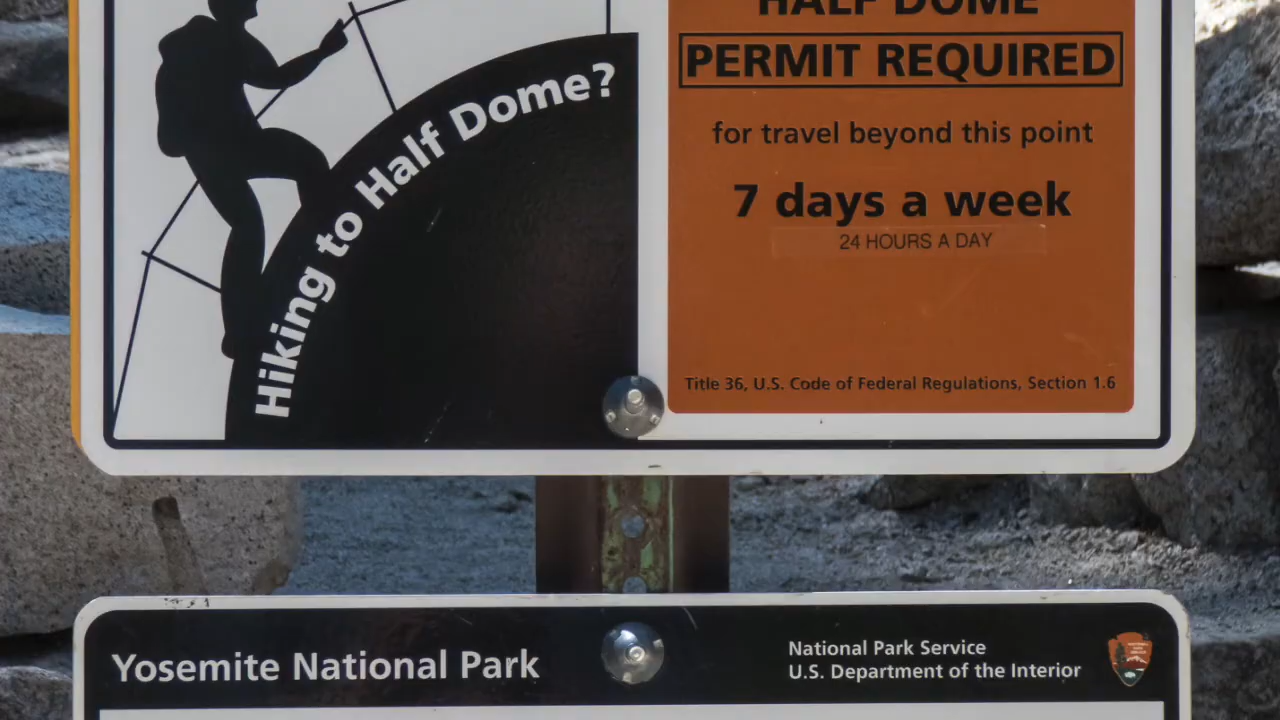 Hiking to Half Dome?
HALF DOME
PERMIT REQUIRED
for travel beyond this point
7 days a week
24 HOURS A DAY
Title 36, U.S. Code of Federal Regulations, Section 1.6
Yosemite National Park
National Park Service
U.S. Department of the Interior